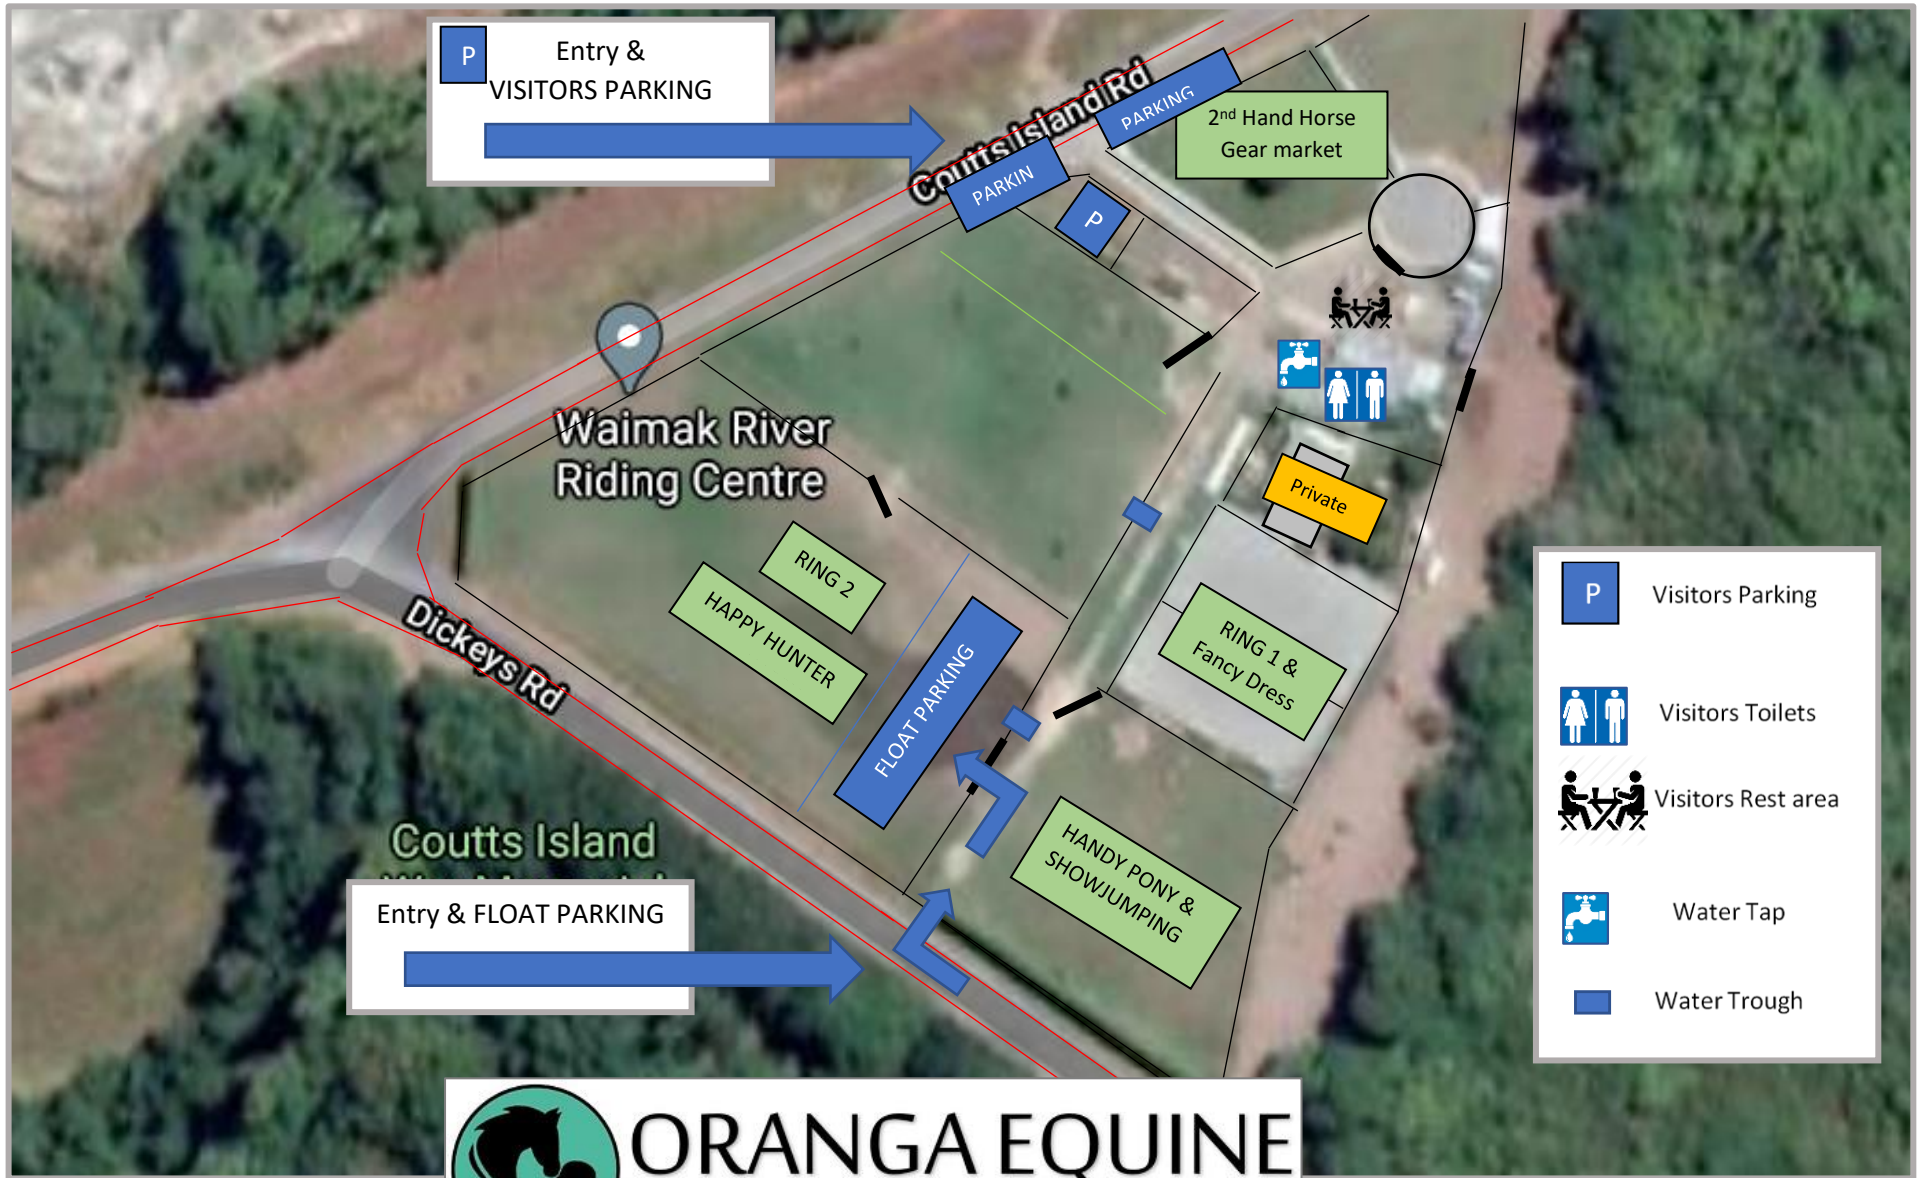 P
Entry &
VISITORS PARKING
Coutts Island Rd
PARKING
PARKIN
P
2nd Hand Horse
Gear market
Waimak River
Riding Centre
Private
RING 2
HAPPY HUNTER
RING 1 &
Fancy Dress
FLOAT PARKING
Dickeys Rd
HANDY PONY &
SHOWJUMPING
Coutts Island
Entry & FLOAT PARKING
P Visitors Parking
Visitors Toilets
Visitors Rest area
Water Tap
Water Trough
ORANGA EQUINE